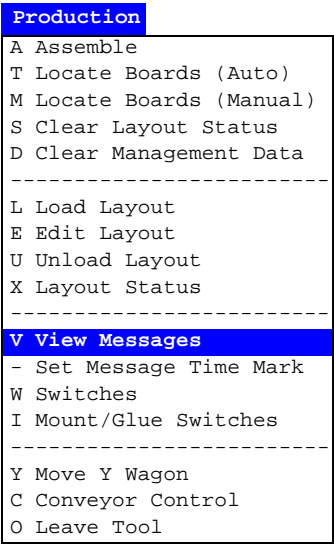 Production
A Assemble
T Locate Boards (Auto)
M Locate Boards (Manual)
S Clear Layout Status
D Clear Management Data
-------------------------
L Load Layout
E Edit Layout
U Unload Layout
X Layout Status
-------------------------
V View Messages
- Set Message Time Mark
W Switches
I Mount/Glue Switches
-------------------------
Y Move Y Wagon
C Conveyor Control
O Leave Tool